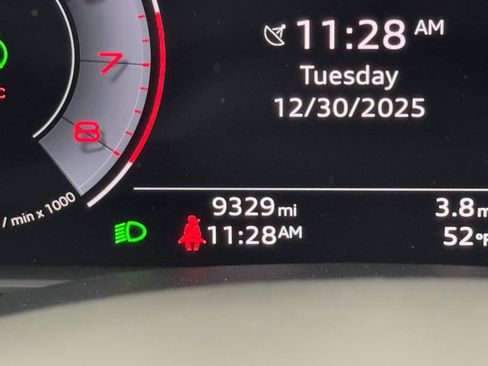 11:28 AM
Tuesday
12/30/2025
7
8
/ min x 1000
9329 mi
3.8 m
11:28 AM
52 °F
C